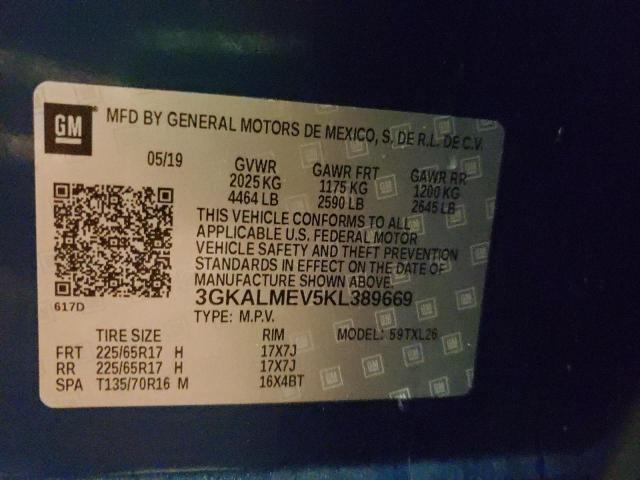 GM
MFD BY GENERAL MOTORS DE MEXICO, S. DE R.L. DE C.V.
05/19 GVWR GAWR FRT GAWR RR
2025 KG 1175 KG 1200 KG
4464 LB 2590 LB 2645 LB
THIS VEHICLE CONFORMS TO ALL
APPLICABLE U.S. FEDERAL MOTOR
VEHICLE SAFETY AND THEFT PREVENTION
STANDARDS IN EFFECT ON THE DATE OF
MANUFACTURE SHOWN ABOVE.
3GKALMEV5KL389669
617D
TYPE: M.P.V. 
TIRE SIZE RIM MODEL: 59TXL26
FRT 225/65R17 H 17X7J
RR 225/65R17 H 17X7J
SPA T135/70R16 M 16X4BT